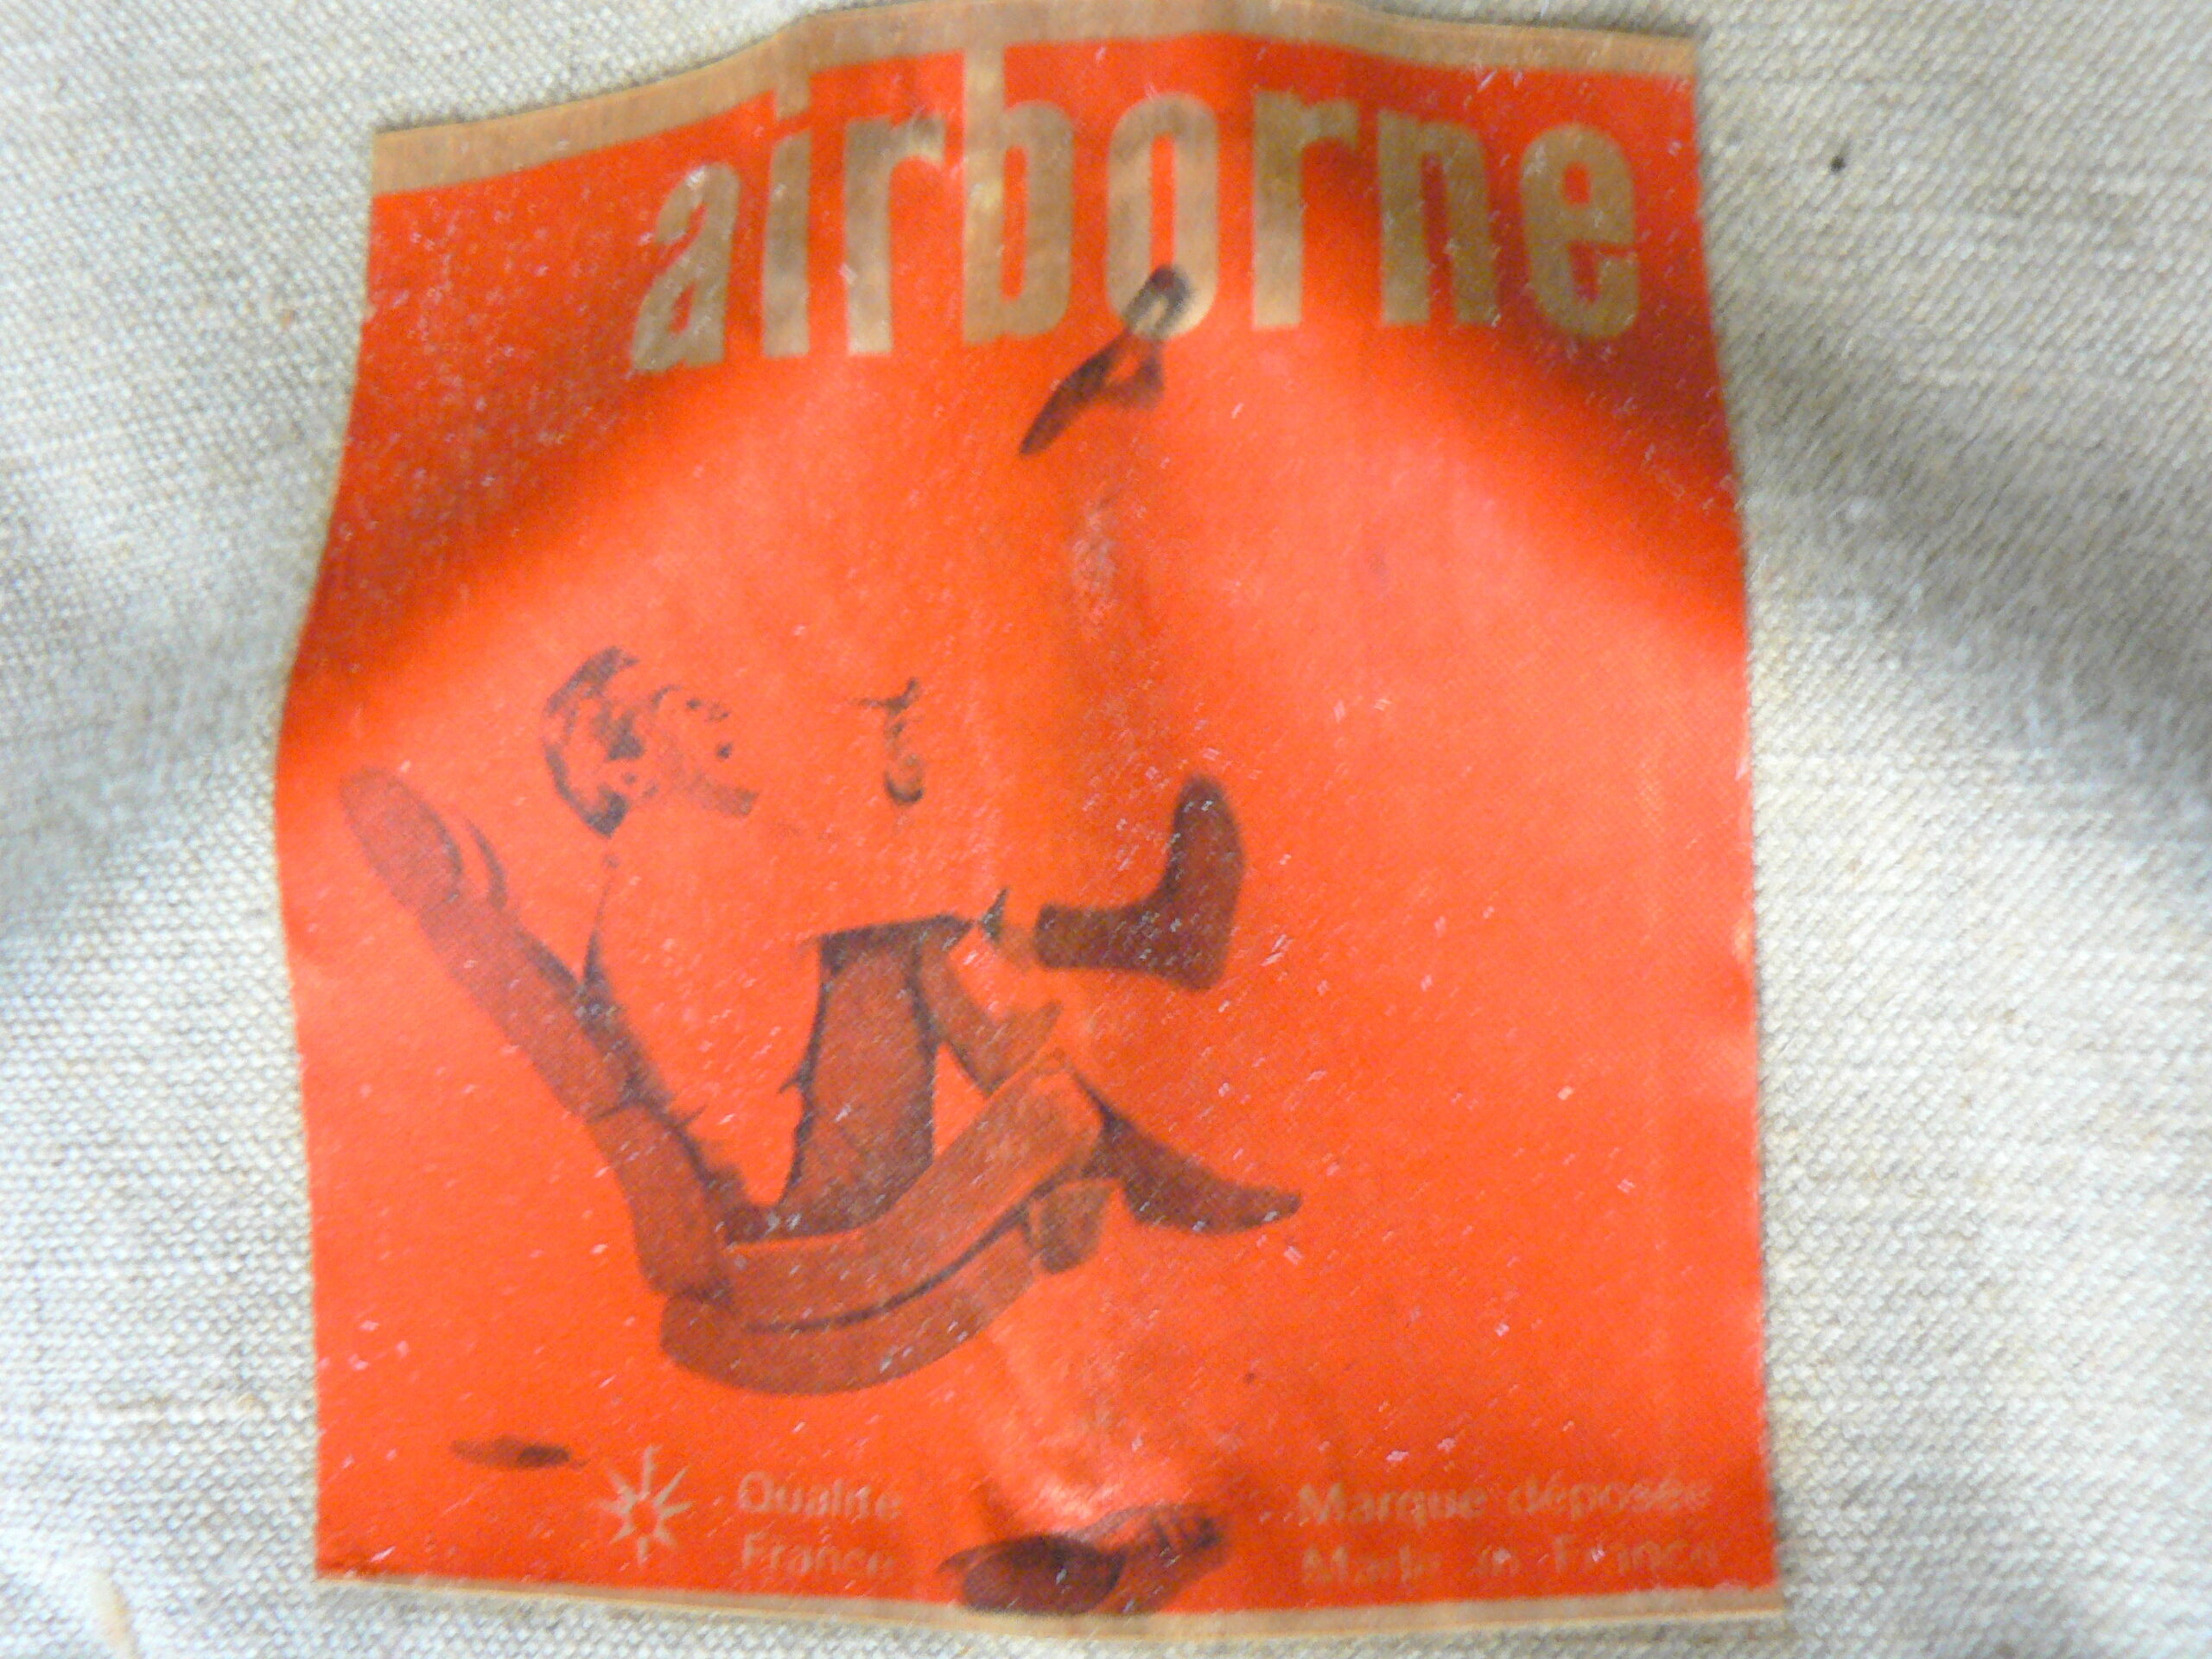 airborne
Qualité
France
Marque déposée
Made in France